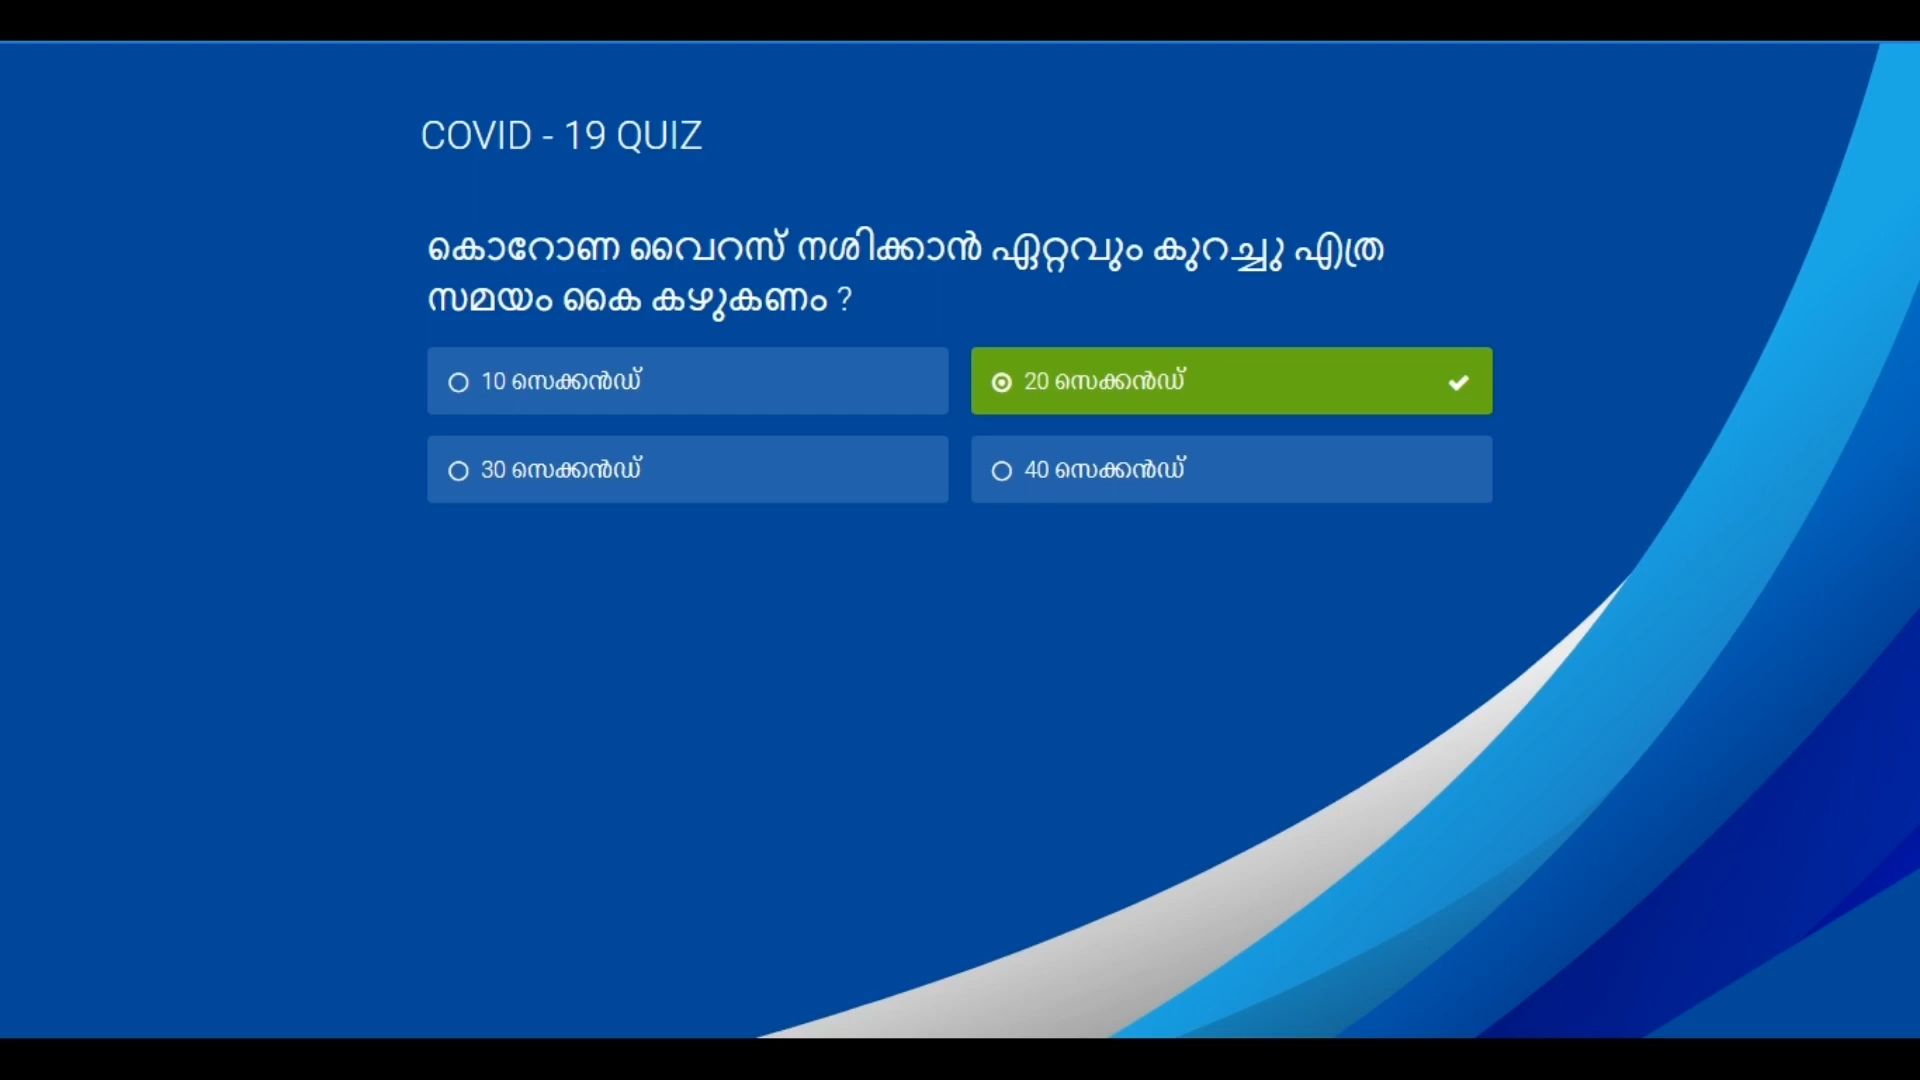 COVID - 19 QUIZ
കൊറോണ വൈറസ് നശിക്കാൻ ഏറ്റവും കുറച്ചു എത്ര
സമയം കൈ കഴുകണം ?
10 സെക്കൻഡ്
20 സെക്കൻഡ്
30 സെക്കൻഡ്
40 സെക്കൻഡ്